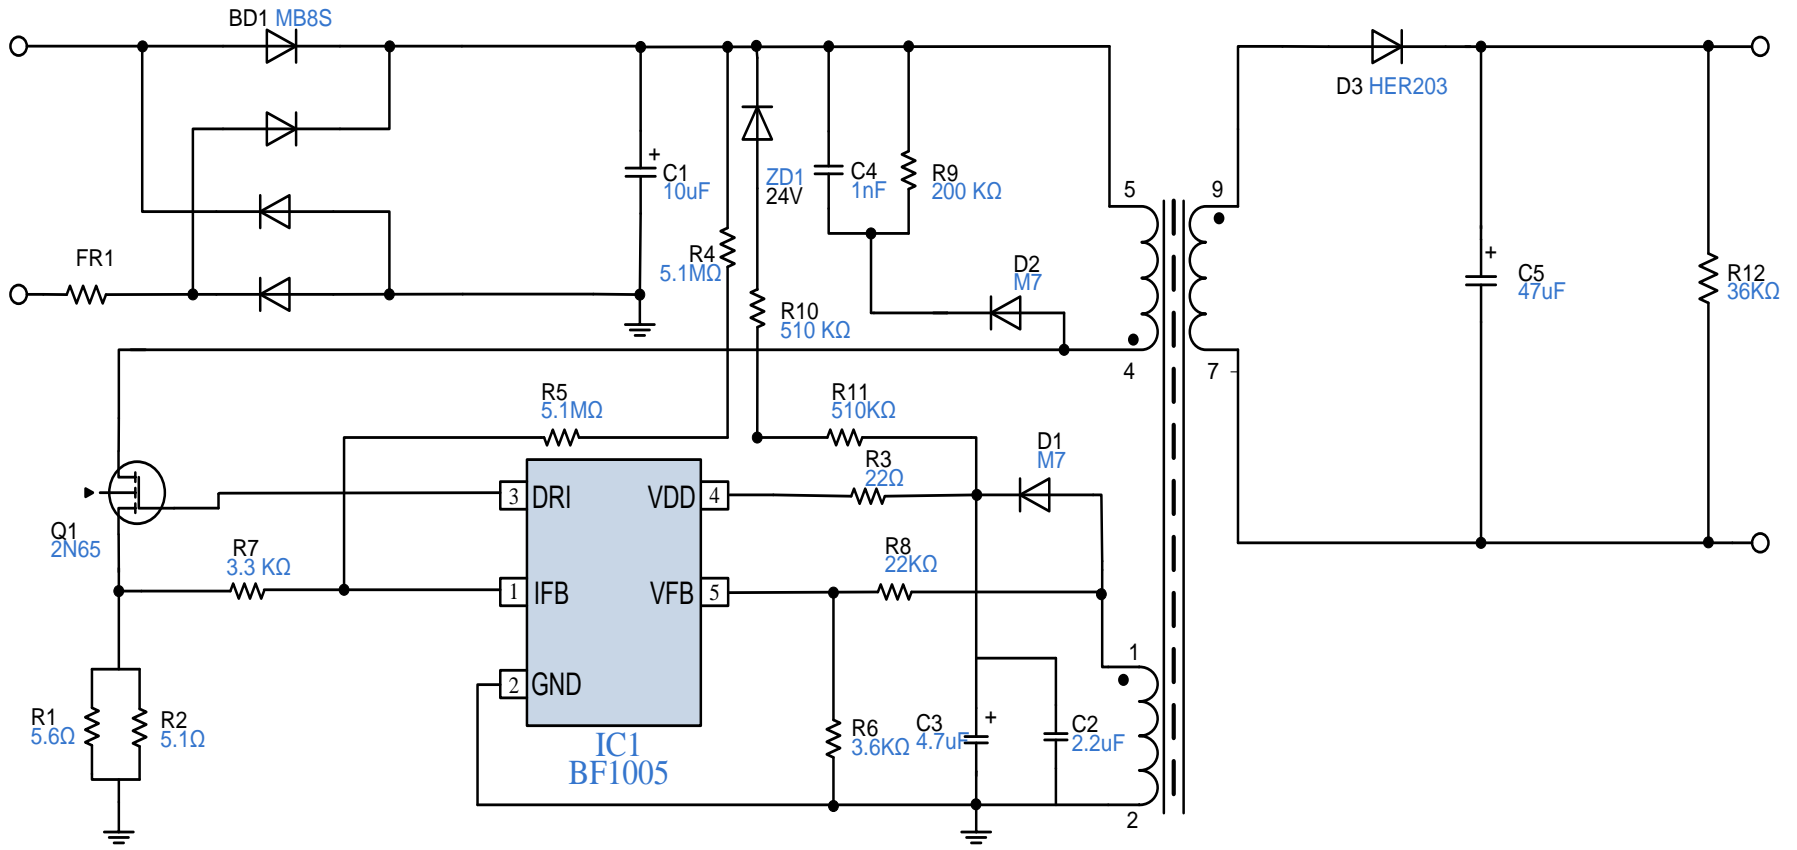 BD1 MB8S
D3 HER203
+
C1
10uF
ZD1
24V
C4
1nF
R9
200 KΩ
5
9
FR1
R4
5.1MΩ
D2
M7
+
C5
47uF
R12
36KΩ
R10
510 KΩ
4
7
R5
5.1MΩ
R11
510KΩ
D1
M7
R3
22Ω
3 DRI
VDD 4
Q1
2N65
R7
3.3 KΩ
R8
22KΩ
1 IFB
VFB 5
1
2 GND
R1
5.6Ω
R2
5.1Ω
IC1
BF1005
R6
3.6KΩ
C3
4.7uF
+
C2
2.2uF
2